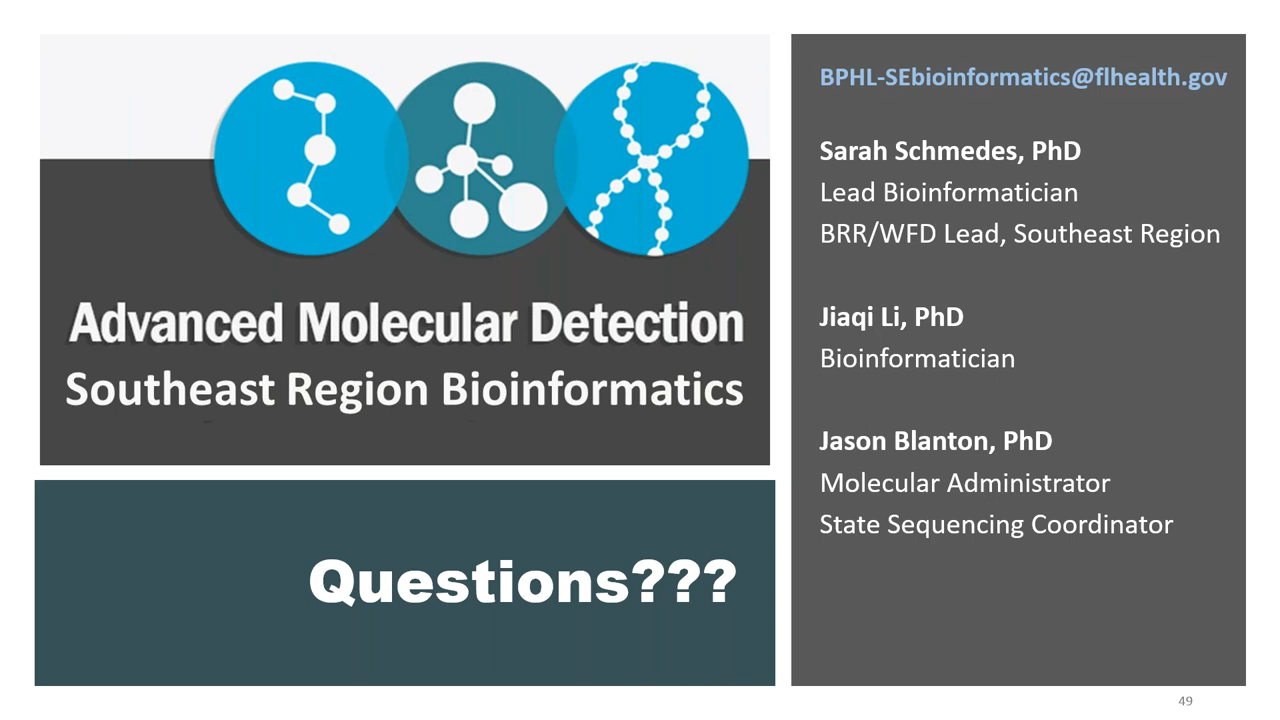 Advanced Molecular Detection
Southeast Region Bioinformatics
Questions???
BPHL-SEbioinformatics@flhealth.gov
Sarah Schmedes, PhD
Lead Bioinformatician
BRR/WFD Lead, Southeast Region
Jiaqi Li, PhD
Bioinformatician
Jason Blanton, PhD
Molecular Administrator
State Sequencing Coordinator
49